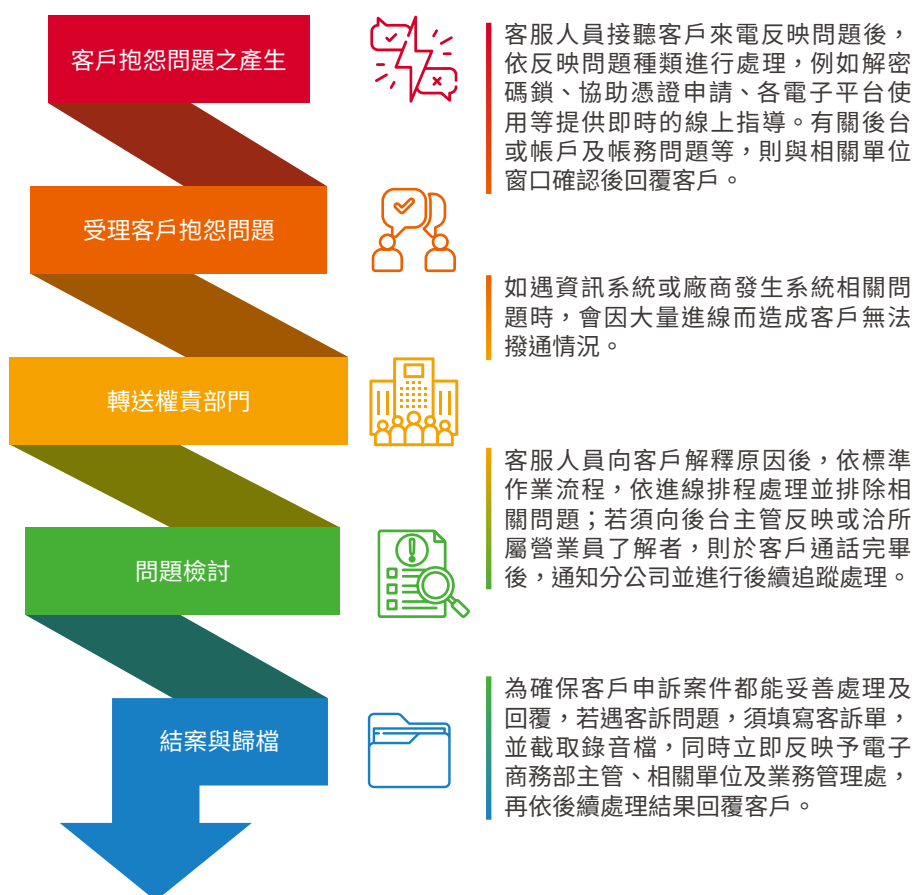 客戶抱怨問題之產生
客服人員接聽客戶來電反映問題後，
依反映問題種類進行處理，例如解密
碼鎖、協助憑證申請、各電子平台使
用等提供即時的線上指導。有關後台
或帳戶及帳務問題等，則與相關單位
窗口確認後回覆客戶。
受理客戶抱怨問題
如遇資訊系統或廠商發生系統相關問
題時，會因大量進線而造成客戶無法
撥通情況。
轉送權責部門
客服人員向客戶解釋原因後，依標準
作業流程，依進線排程處理並排除相
關問題；若須向後台主管反映或洽所
屬營業員了解者，則於客戶通話完畢
後，通知分公司並進行後續追蹤處理。
問題檢討
為確保客戶申訴案件都能妥善處理及
回覆，若遇客訴問題，須填寫客訴單，
並截取錄音檔，同時立即反映予電子
商務部主管、相關單位及業務管理處，
再依後續處理結果回覆客戶。
結案與歸檔